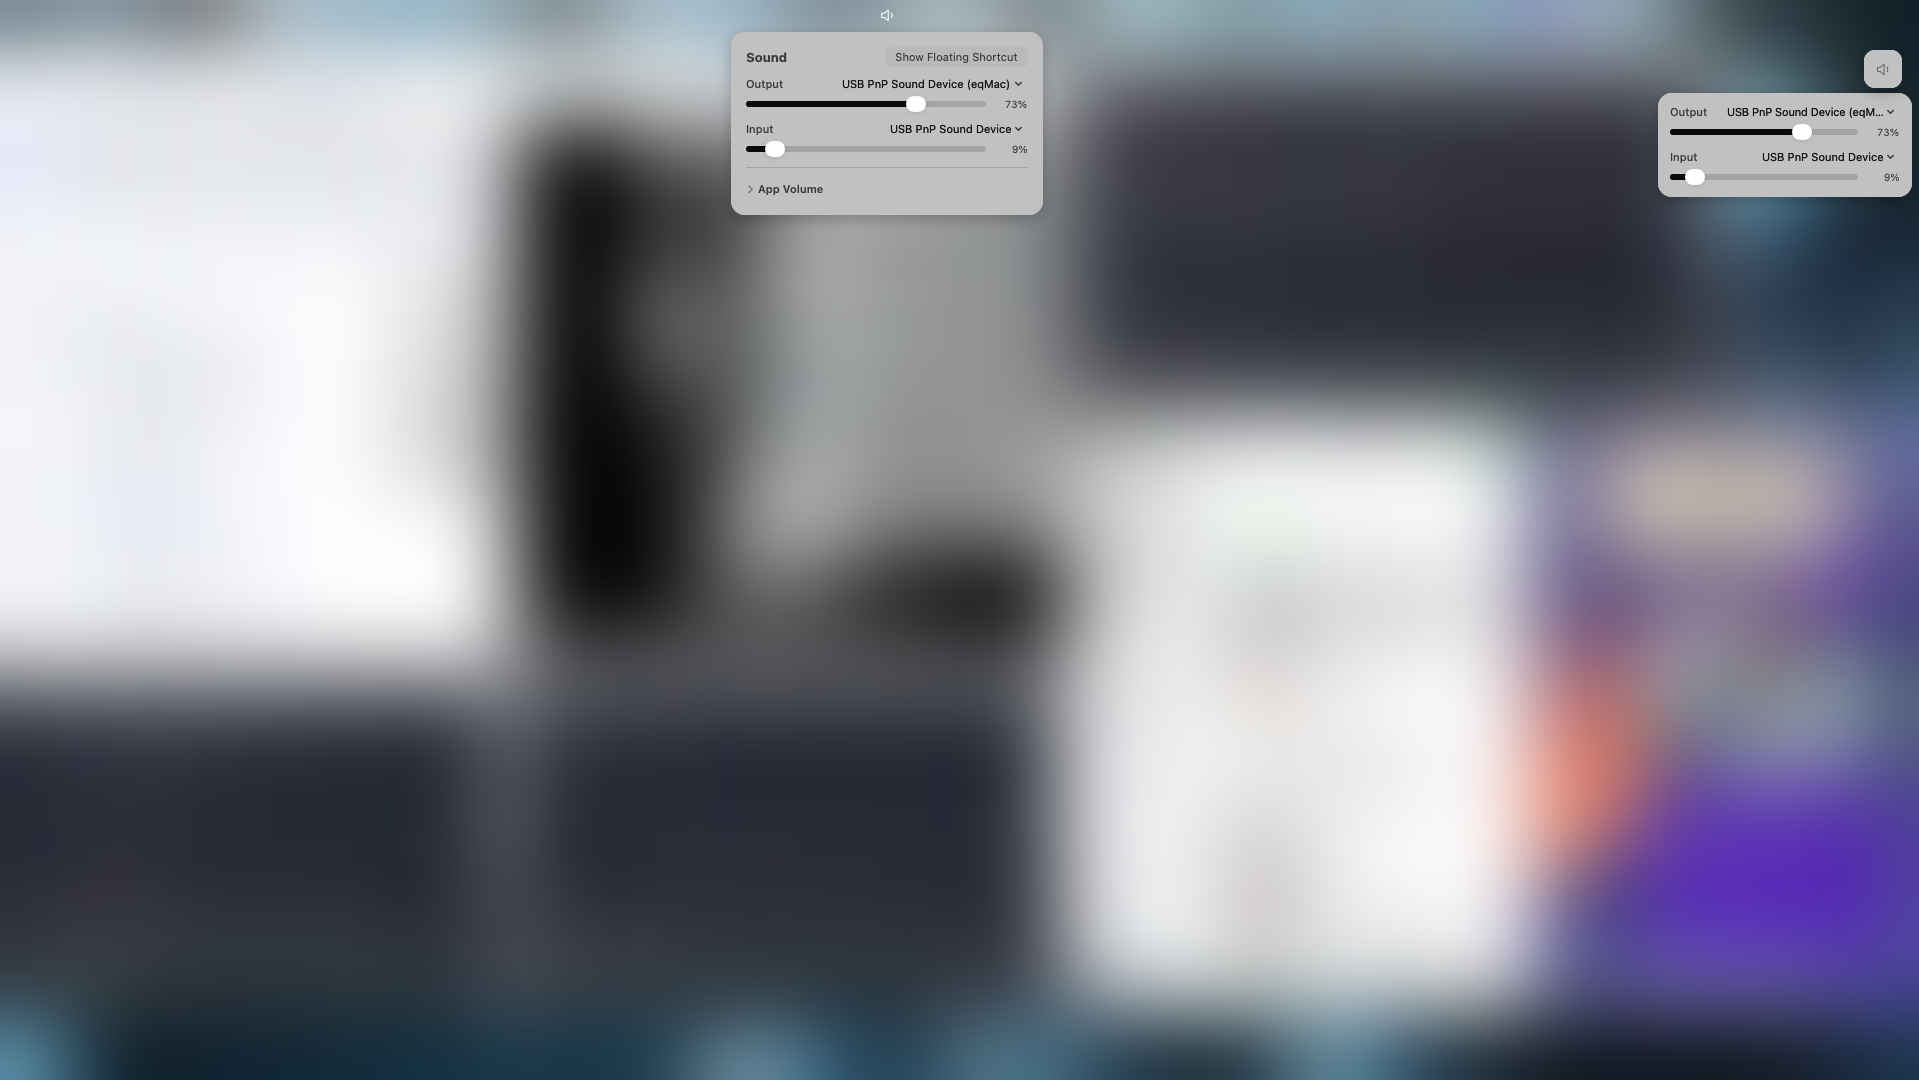 Sound Show Floating Shortcut
Output USB PnP Sound Device (eqMac)
73%
Input USB PnP Sound Device
9%
App Volume
Output USB PnP Sound Device (eqM...
73%
Input USB PnP Sound Device
9%